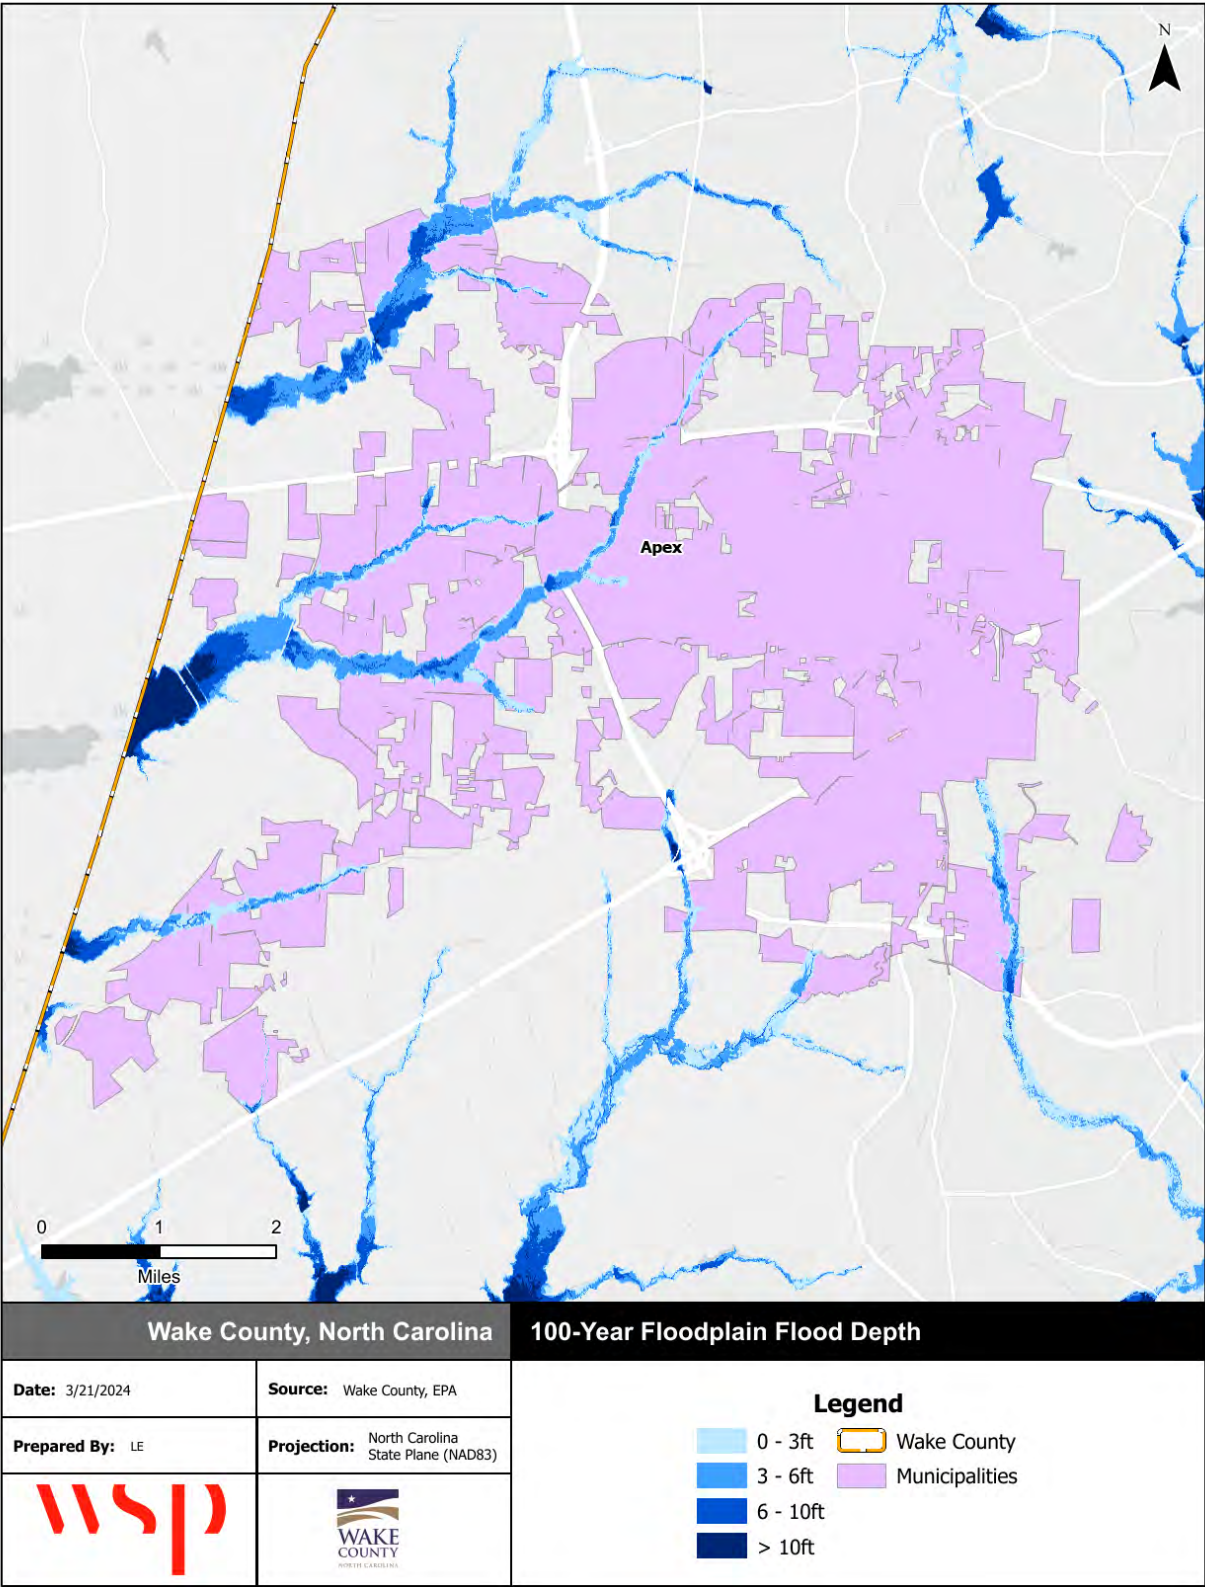 N
Apex
0 1 2
Miles
Wake County, North Carolina
100-Year Floodplain Flood Depth
Date: 3/21/2024
Source: Wake County, EPA
Prepared By: LE
Projection: North Carolina
State Plane (NAD83)
wsp
WAKE
COUNTY
NORTH CAROLINA
Legend
0 - 3ft
3 - 6ft
6 - 10ft
> 10ft
Wake County
Municipalities